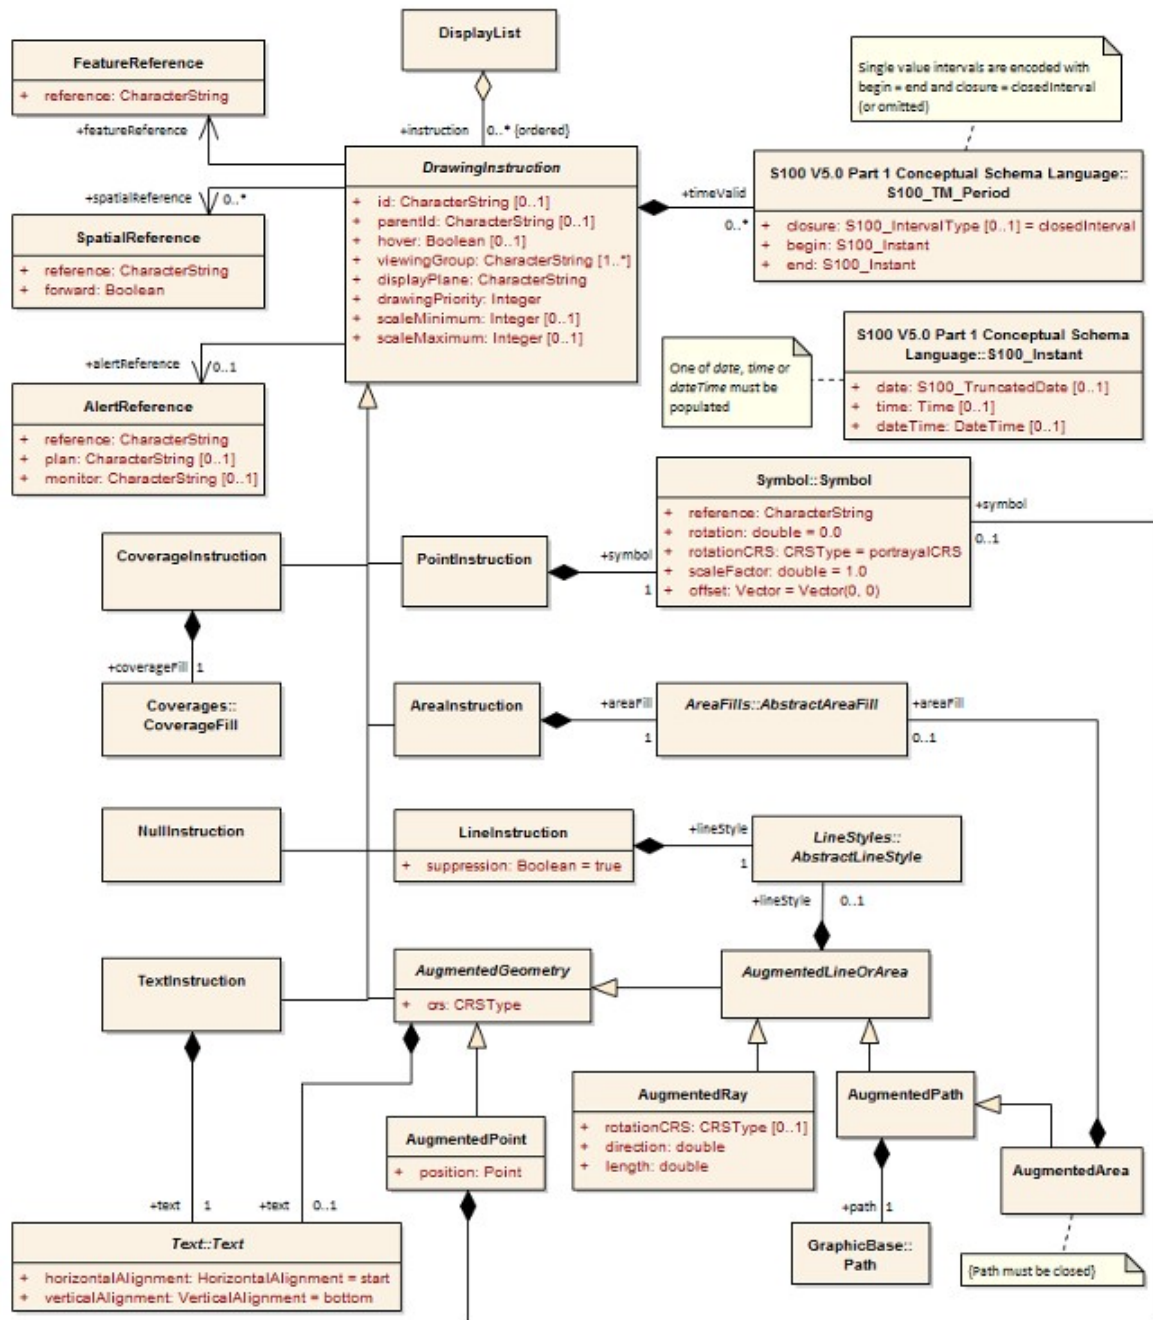 DisplayList
FeatureReference
+ reference: CharacterString
+featureReference
+instruction
0..* {ordered}
Single value intervals are encoded with
begin = end and closure = closedInterval
(or omitted)
DrawingInstruction
+ id: CharacterString [0..1]
+ parentId: CharacterString [0..1]
+ hover: Boolean [0..1]
+ viewingGroup: CharacterString [1..*]
+ displayPlane: CharacterString
+ drawingPriority: Integer
+ scaleMinimum: Integer [0..1]
+ scaleMaximum: Integer [0..1]
+timeValid
0..*
S100 V5.0 Part 1 Conceptual Schema Language::
S100_TM_Period
+ closure: S100_IntervalType [0..1] = closedInterval
+ begin: S100_Instant
+ end: S100_Instant
+spatialReference
0..*
SpatialReference
+ reference: CharacterString
+ forward: Boolean
+alertReference
0..1
AlertReference
+ reference: CharacterString
+ plan: CharacterString [0..1]
+ monitor: CharacterString [0..1]
One of date, time or
dateTime must be
populated
S100 V5.0 Part 1 Conceptual Schema
Language::S100_Instant
+ date: S100_TruncatedDate [0..1]
+ time: Time [0..1]
+ dateTime: DateTime [0..1]
CoverageInstruction
PointInstruction
+symbol
1
Symbol::Symbol
+ reference: CharacterString
+ rotation: double = 0.0
+ rotationCRS: CRSType = portrayalCRS
+ scaleFactor: double = 1.0
+ offset: Vector = Vector(0, 0)
+symbol
0..1
+coverageFill
1
Coverages::
CoverageFill
AreaInstruction
+areaFill
1
AreaFills::AbstractAreaFill
+areaFill
0..1
NullInstruction
LineInstruction
+ suppression: Boolean = true
+lineStyle
1
LineStyles::
AbstractLineStyle
+lineStyle
0..1
TextInstruction
AugmentedGeometry
+ crs: CRSType
AugmentedLineOrArea
AugmentedPoint
+ position: Point
AugmentedRay
+ rotationCRS: CRSType [0..1]
+ direction: double
+ length: double
AugmentedPath
AugmentedArea
+text
1
+text
0..1
+path
1
Text::Text
+ horizontalAlignment: HorizontalAlignment = start
+ verticalAlignment: VerticalAlignment = bottom
GraphicBase::
Path
{Path must be closed}